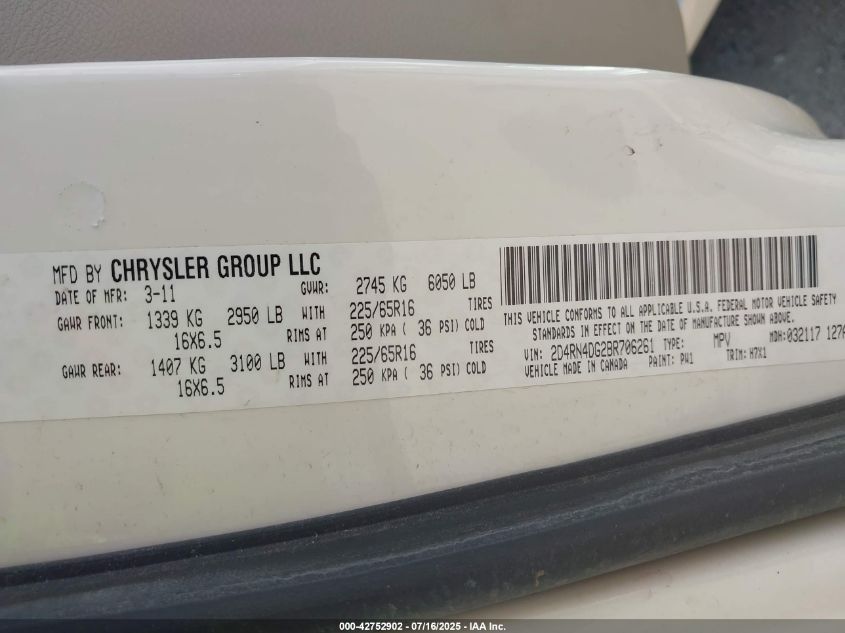 MFD BY CHRYSLER GROUP LLC
DATE OF MFR: 3-11 GVWR: 2745 KG 6050 LB
GAWR FRONT: 1339 KG 2950 LB WITH 225/65R16 TIRES
16X6.5 RIMS AT 250 KPA ( 36 PSI) COLD
GAWR REAR: 1407 KG 3100 LB WITH 225/65R16 TIRES
16X6.5 RIMS AT 250 KPA ( 36 PSI) COLD
THIS VEHICLE CONFORMS TO ALL APPLICABLE U.S.A. FEDERAL MOTOR VEHICLE SAFETY
STANDARDS IN EFFECT ON THE DATE OF MANUFACTURE SHOWN ABOVE.
VIN: 2D4RN4DG2BR706261 TYPE: MPV MDH: 032117
VEHICLE MADE IN CANADA PAINT: PW1 TRIM: H7X1
000-42752902 - 07/16/2025 - IAA Inc.